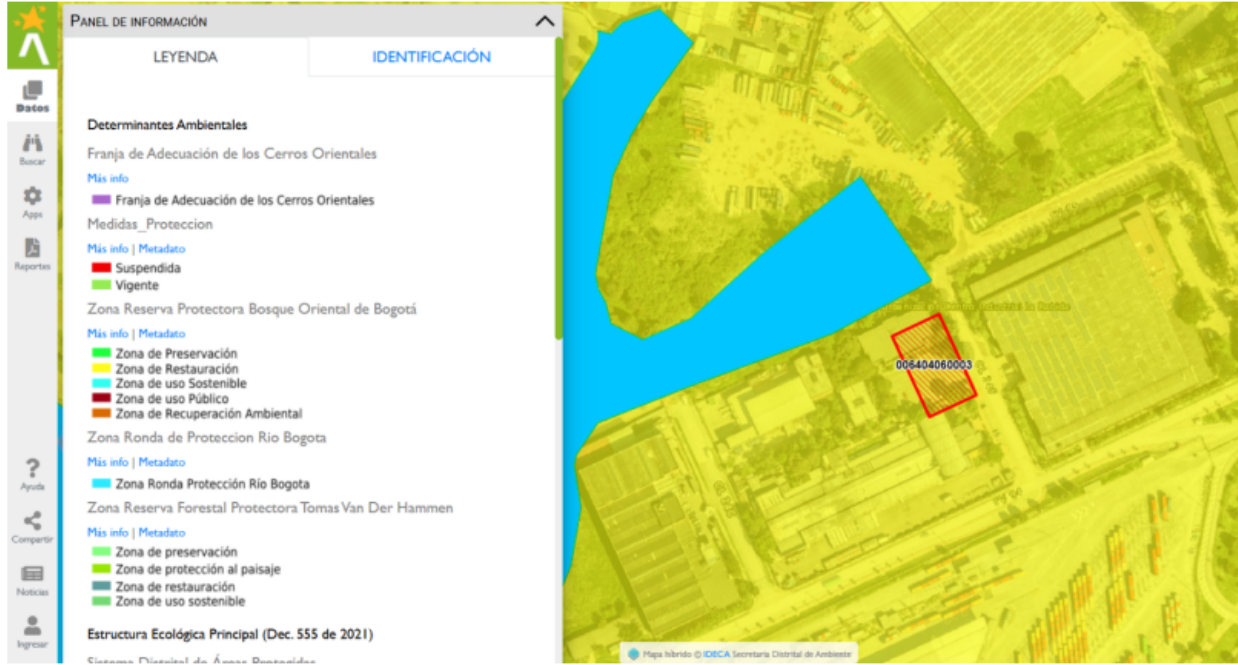 PANEL DE INFORMACIÓN
LEYENDA
IDENTIFICACIÓN
Datos
Buscar
Apps
Reportes
Ayuda
Compartir
Noticias
Ingresar
Determinantes Ambientales
Franja de Adecuación de los Cerros Orientales
Más info
Franja de Adecuación de los Cerros Orientales
Medidas_Proteccion
Más info | Metadato
Suspendida
Vigente
Zona Reserva Protectora Bosque Oriental de Bogotá
Más info | Metadato
Zona de Preservación
Zona de Restauración
Zona de uso Sostenible
Zona de uso Público
Zona de Recuperación Ambiental
Zona Ronda de Proteccion Rio Bogota
Más info | Metadato
Zona Ronda Protección Río Bogota
Zona Reserva Forestal Protectora Tomas Van Der Hammen
Más info | Metadato
Zona de preservación
Zona de protección al paisaje
Zona de restauración
Zona de uso sostenible
Estructura Ecológica Principal (Dec. 555 de 2021)
Sistema Distrital de Áreas Protegidas
006404060003
Mapa híbrido © IDECA Secretaria Distrital de Ambiente